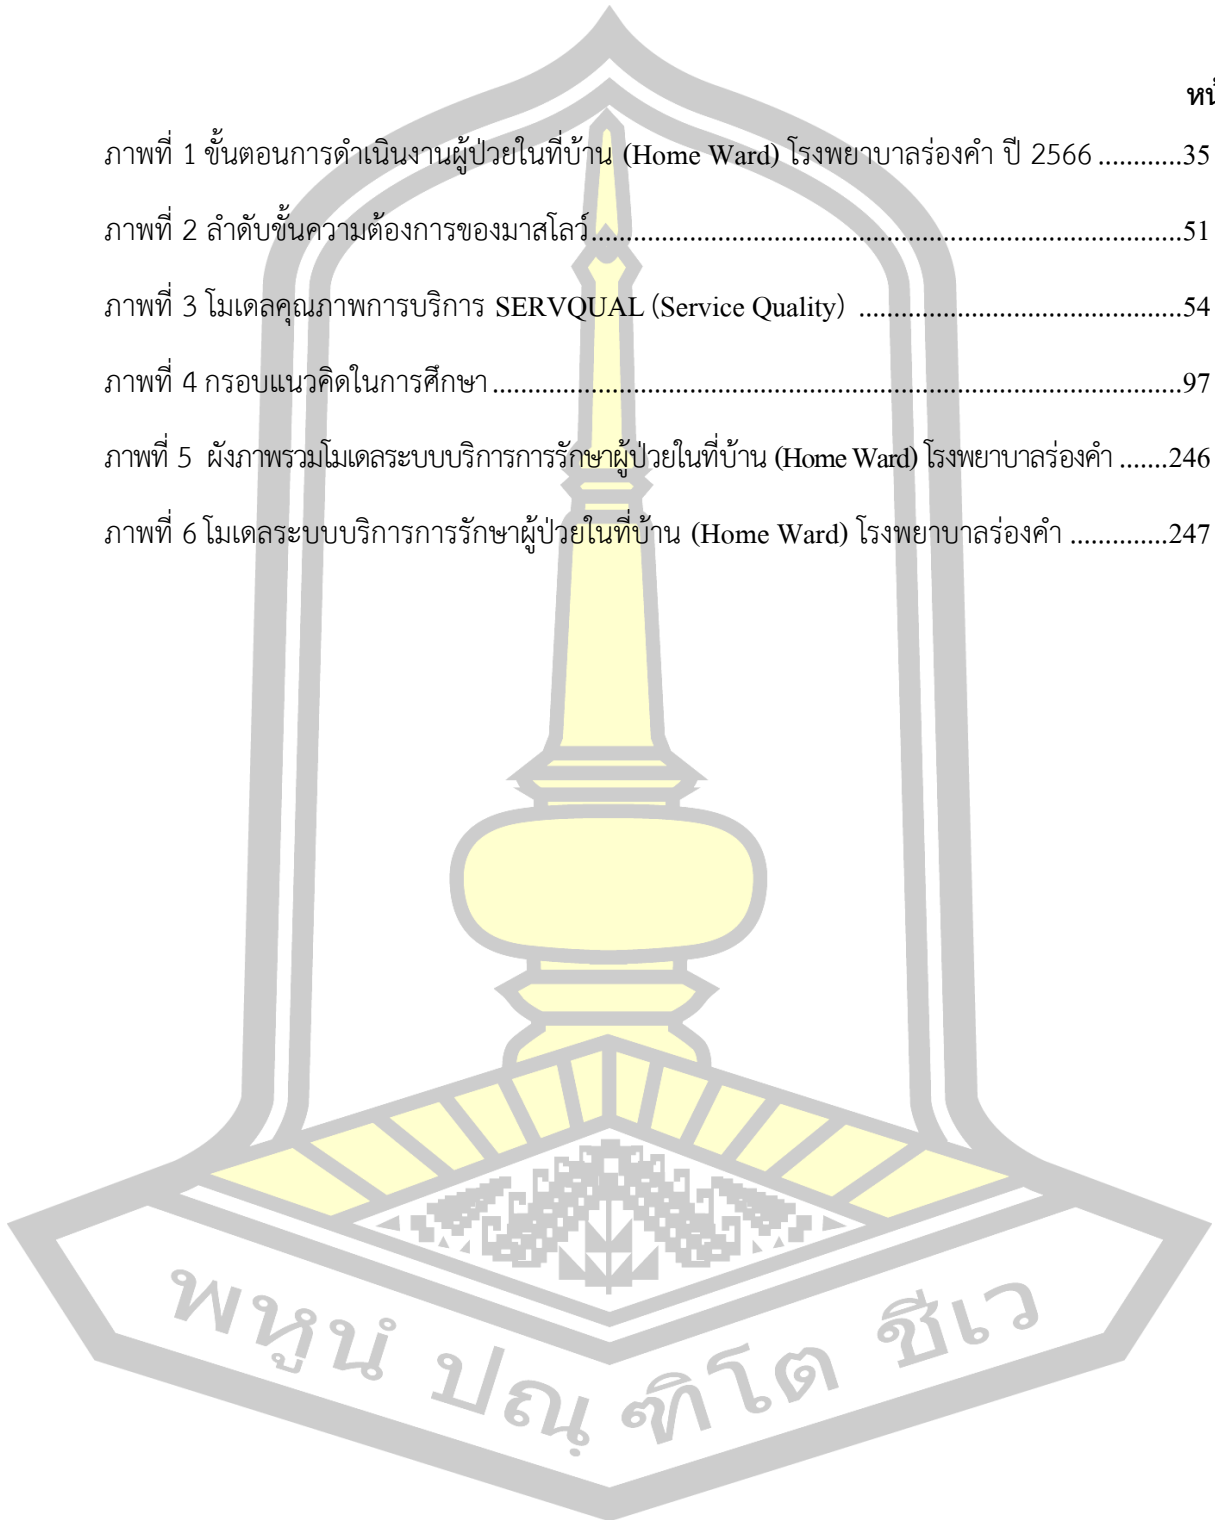 ภาพที่ 1 ขั้นตอนการดำเนินงานผู้ป่วยในที่บ้าน (Home Ward) โรงพยาบาลร่องคำ ปี 2566 ............35
ภาพที่ 2 ลำดับขั้นความต้องการของมาสโลว์..........................................................................................51
ภาพที่ 3 โมเดลคุณภาพการบริการ SERVQUAL (Service Quality) .................................................54
ภาพที่ 4 กรอบแนวคิดในการศึกษา.........................................................................................................97
ภาพที่ 5 ผังภาพรวมโมเดลระบบบริการการรักษาผู้ป่วยในที่บ้าน (Home Ward) โรงพยาบาลร่องคำ .......246
ภาพที่ 6 โมเดลระบบบริการการรักษาผู้ป่วยในที่บ้าน (Home Ward) โรงพยาบาลร่องคำ ...............247
พหูนํ ปณฺฑิโต ชีเว